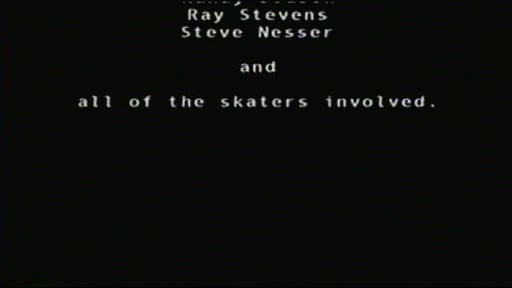 Ray Stevens
Steve Nesser
and
all of the skaters involved.